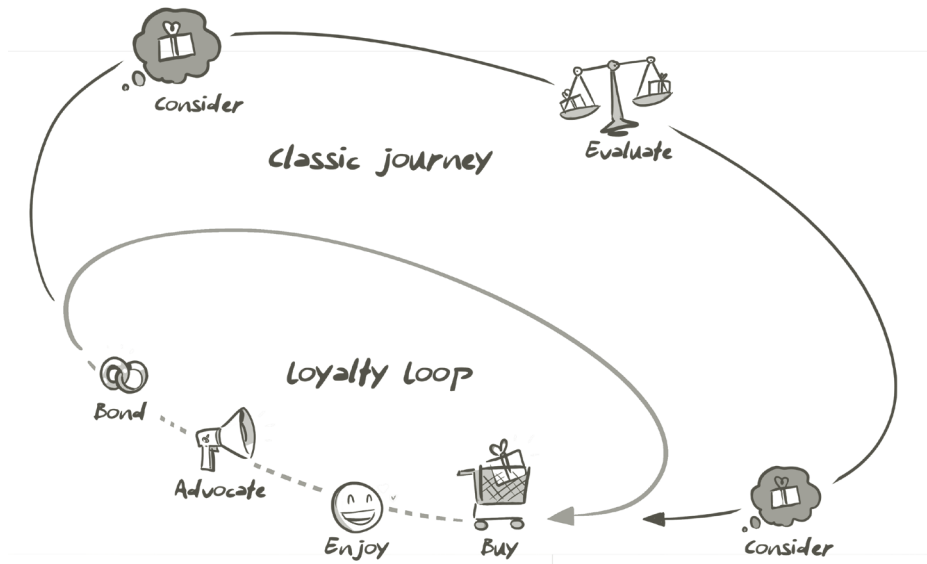 Consider
Evaluate
Classic journey
Loyalty loop
Bond
Advocate
Enjoy
Buy
Consider